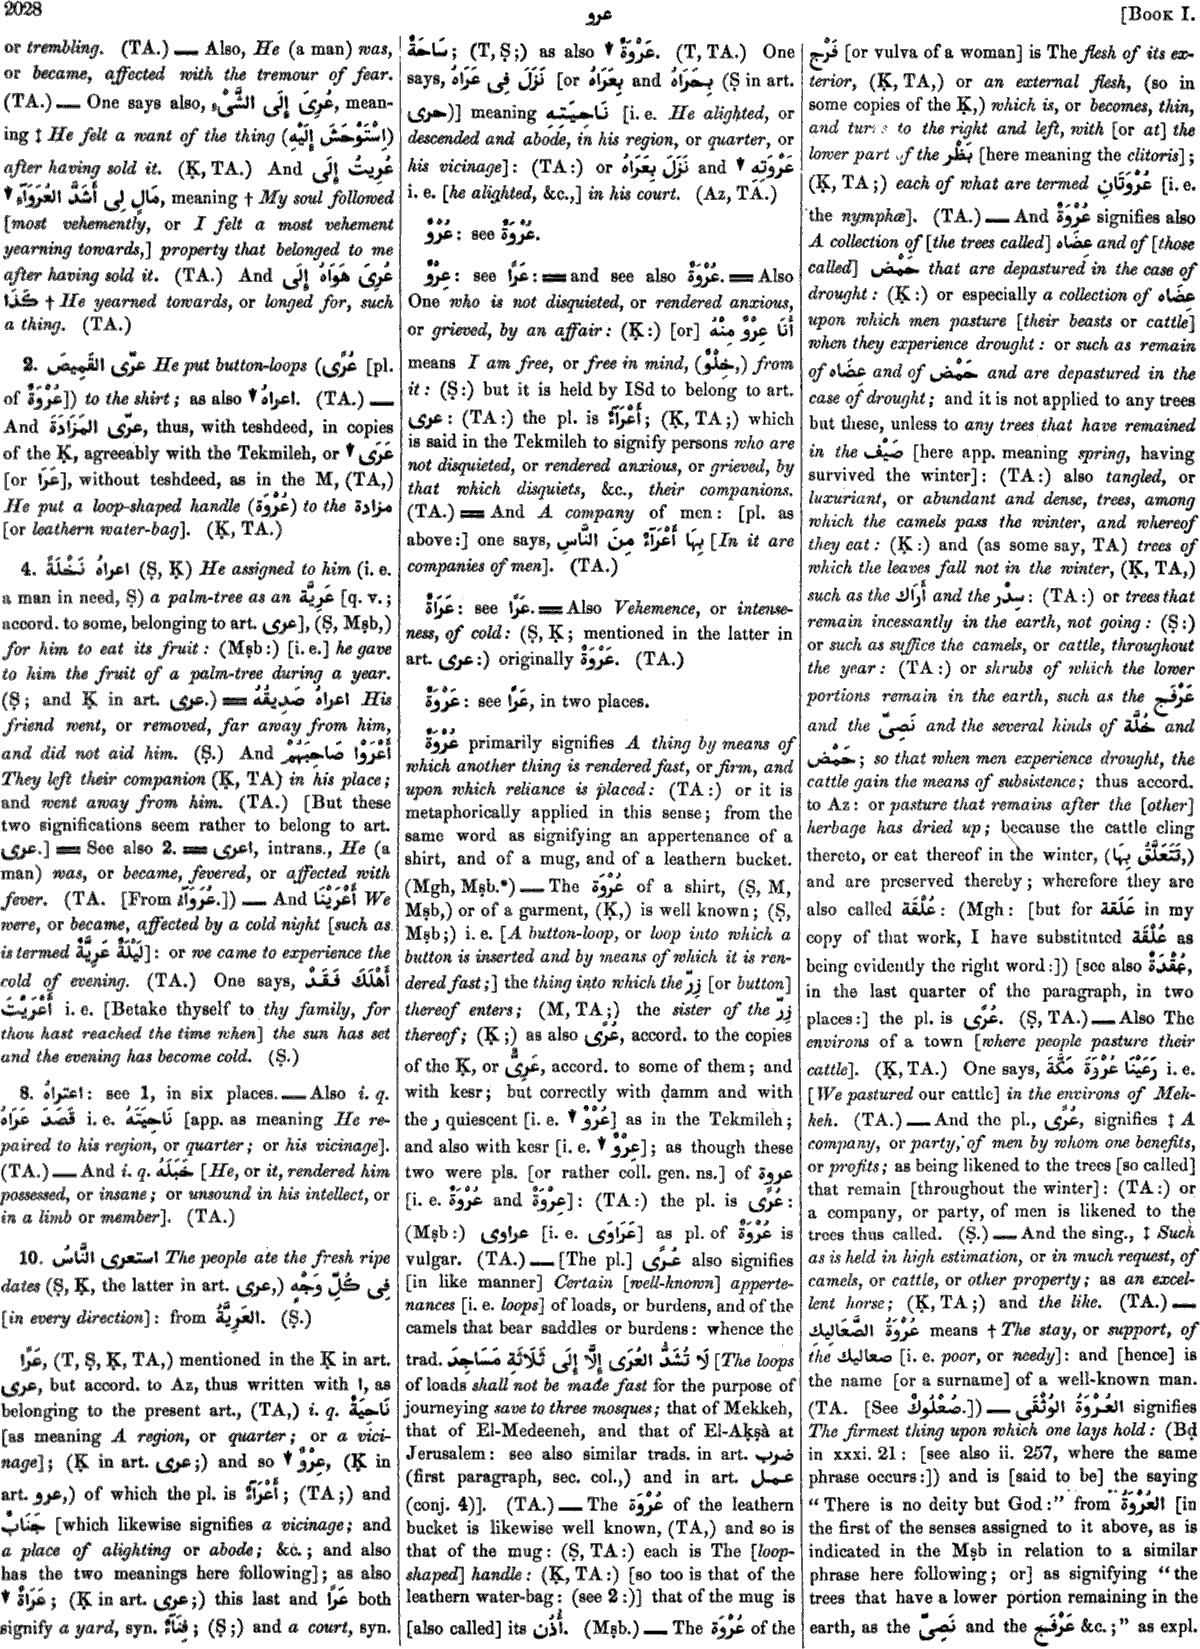 2028
عرو
[BOOK I.
or trembling. (TA.) — Also, He (a man) was,
or became, affected with the tremour of fear.
(TA.) — One says also, عُرِىَ إِلَى الشَّىْءِ, mean-
ing ‡ He felt a want of the thing (اِسْتَوْحَشَ إِلَيْهِ)
after having sold it. (Ḳ, TA.) And عُرِيتُ إِلَى
مَالٍ لِى أَشَدَّ العُرَوَآءِ ▼, meaning † My soul followed
[most vehemently, or I felt a most vehement
yearning towards,] property that belonged to me
after having sold it. (TA.) And عُرِىَ هَوَاهُ إِلَى
كَذَا † He yearned towards, or longed for, such
a thing. (TA.)
2. عرّى القَمِيصَ He put button-loops (عُرًى [pl.
of عُرْوَةٌ]) to the shirt; as also ▼ اعراهُ. (TA.) —
And عرّى المَزَادَةَ, thus, with teshdeed, in copies
of the Ḳ, agreeably with the Tekmileh, or ▼ عَرَى
[or عَرَا], without teshdeed, as in the M, (TA,)
He put a loop-shaped handle (عُرْوَة) to the مزادة
[or leathern water-bag]. (Ḳ, TA.)
4. اعراهُ نَخْلَةً (Ṣ, Ḳ) He assigned to him (i. e.
a man in need, Ṣ) a palm-tree as an عَرِيَّة [q. v.;
accord. to some, belonging to art. عرى], (Ṣ, Mṣb,)
for him to eat its fruit: (Mṣb:) [i. e.] he gave
to him the fruit of a palm-tree during a year.
(Ṣ; and Ḳ in art. عرى.) ═ اعراهُ صَدِيقُهُ His
friend went, or removed, far away from him,
and did not aid him. (Ṣ.) And أَعْرَوْا صَاحِبَهُمْ
They left their companion (Ḳ, TA) in his place;
and went away from him. (TA.) [But these
two significations seem rather to belong to art.
عرى.] ═ See also 2. ═ اعرى, intrans., He (a
man) was, or became, fevered, or affected with
fever. (TA. [From عُرَوَآءُ.]) — And أَعْرَيْنَا We
were, or became, affected by a cold night [such as
is termed لَيْلَةٌ عَرِيَّةٌ]: or we came to experience the
cold of evening. (TA.) One says, أَهْلَكَ فَقَدْ
أَعْرَيْتَ i. e. [Betake thyself to thy family, for
thou hast reached the time when] the sun has set
and the evening has become cold. (Ṣ.)
8. اعتراهُ: see 1, in six places. — Also i. q.
قَصَدَ عَرَاهُ i. e. نَاحِيَتَهُ [app. as meaning He re-
paired to his region, or quarter; or his vicinage].
(TA.) — And i. q. خَبَلَهُ [He, or it, rendered him
possessed, or insane; or unsound in his intellect, or
in a limb or member]. (TA.)
10. استعرى النَّاسُ The people ate the fresh ripe
dates (Ṣ, Ḳ, the latter in art. عرى,) فِى كُلِّ وَجْهٍ
[in every direction]: from العَرِيَّةُ. (Ṣ.)
عَرًا, (T, Ṣ, Ḳ, TA,) mentioned in the Ḳ in art.
عرى, but accord. to Az, thus written with ا, as
belonging to the present art., (TA,) i. q. نَاحِيَةٌ
[as meaning A region, or quarter; or a vici-
nage]; (Ḳ in art. عرى;) and so ▼ عِرْوٌ, (Ḳ in
art. عرو,) of which the pl. is أَعْرَآءٌ; (TA;) and
جَنَابٌ [which likewise signifies a vicinage; and
a place of alighting or abode; &c.; and also
has the two meanings here following]; as also
▼ عَرَاةٌ; (Ḳ in art. عرى;) this last and عَرًا both
signify a yard, syn. فِنَآءٌ; (Ṣ;) and a court, syn.
سَاحَةٌ; (T, Ṣ;) as also ▼ عَرْوَةٌ. (T, TA.) One
says, نَزَلَ فِى عَرَاهُ [or بِعَرَاهُ and بِحَرَاهُ (Ṣ in art.
حرى)] meaning نَاحِيَتِهِ [i. e. He alighted, or
descended and abode, in his region, or quarter, or
his vicinage]: (TA:) or نَزَلَ بِعَرَاهُ and ▼ عَرْوَتِهِ
i. e. [he alighted, &c.,] in his court. (Az, TA.)
عُرْوٌ: see عُرْوَةٌ.
عِرْوٌ: see عَرًا: ═ and see also عُرْوَةٌ. ═ Also
One who is not disquieted, or rendered anxious,
or grieved, by an affair: (Ḳ:) [or] أَنَا عِرْوٌ مِنْهُ
means I am free, or free in mind, (خِلْوٌ,) from
it: (Ṣ:) but it is held by ISd to belong to art.
عرى: (TA:) the pl. is أَعْرَآءٌ; (Ḳ, TA;) which
is said in the Tekmileh to signify persons who are
not disquieted, or rendered anxious, or grieved, by
that which disquiets, &c., their companions.
(TA.) ═ And A company of men: [pl. as
above:] one says, بِهَا أَعْرَآءٌ مِنَ النَّاسِ [In it are
companies of men]. (TA.)
عَرَاةٌ: see عَرًا. ═ Also Vehemence, or intense-
ness, of cold: (Ṣ, Ḳ; mentioned in the latter in
art. عرى:) originally عَرْوَةٌ. (TA.)
عَرْوَةٌ: see عَرًا, in two places.
عُرْوَةٌ primarily signifies A thing by means of
which another thing is rendered fast, or firm, and
upon which reliance is placed: (TA:) or it is
metaphorically applied in this sense; from the
same word as signifying an appertenance of a
shirt, and of a mug, and of a leathern bucket.
(Mgh, Mṣb.*) — The عُرْوَة of a shirt, (Ṣ, M,
Mṣb,) or of a garment, (Ḳ,) is well known; (Ṣ,
Mṣb;) i. e. [A button-loop, or loop into which a
button is inserted and by means of which it is ren-
dered fast;] the thing into which the زِرّ [or button]
thereof enters; (M, TA;) the sister of the زِرّ
thereof; (Ḳ;) as also عُرًى, accord. to the copies
of the Ḳ, or عُرِىٌّ, accord. to some of them; and
with kesr; but correctly with ḍamm and with
the ر quiescent [i. e. ▼ عُرْوٌ] as in the Tekmileh;
and also with kesr [i. e. ▼ عِرْوٌ]; as though these
two were pls. [or rather coll. gen. ns.] of عروة
[i. e. عُرْوَةٌ and عِرْوَةٌ]: (TA:) the pl. is عُرًى:
(Mṣb:) عراوى [i. e. عَرَاوَى] as pl. of عُرْوَةٌ is
vulgar. (TA.) — [The pl.] عُرًى also signifies
[in like manner] Certain [well-known] apperte-
nances [i. e. loops] of loads, or burdens, and of the
camels that bear saddles or burdens: whence the
trad. لَا تُشَدُّ العُرَى إِلَّا إِلَى ثَلَاثَةِ مَسَاجِدَ [The loops
of loads shall not be made fast for the purpose of
journeying save to three mosques; that of Mekkeh,
that of El-Medeeneh, and that of El-Aḳṣà at
Jerusalem: see also similar trads. in art. ضرب
(first paragraph, sec. col.,) and in art. عمل
(conj. 4)]. (TA.) — The عُرْوَة of the leathern
bucket is likewise well known, (TA,) and so is
that of the mug: (Ṣ, TA:) each is The [loop-
shaped] handle: (Ḳ, TA:) [so too is that of the
leathern water-bag: (see 2:)] that of the mug is
[also called] its أُذُن. (Mṣb.) — The عُرْوَة of the
فَرْج [or vulva of a woman] is The flesh of its ex-
terior, (Ḳ, TA,) or an external flesh, (so in
some copies of the Ḳ,) which is, or becomes, thin,
and turns to the right and left, with [or at] the
lower part of the بَظْر [here meaning the clitoris];
(Ḳ, TA;) each of what are termed عُرْوَتَانِ [i. e.
the nymphæ]. (TA.) — And عُرْوَةٌ signifies also
A collection of [the trees called] عِضَاه and of [those
called] حَمْض that are depastured in the case of
drought: (Ḳ:) or especially a collection of عِضَاه
upon which men pasture [their beasts or cattle]
when they experience drought: or such as remain
of عِضَاه and of حَمْض and are depastured in the
case of drought; and it is not applied to any trees
but these, unless to any trees that have remained
in the صَيْف [here app. meaning spring, having
survived the winter]: (TA:) also tangled, or
luxuriant, or abundant and dense, trees, among
which the camels pass the winter, and whereof
they eat: (Ḳ:) and (as some say, TA) trees of
which the leaves fall not in the winter, (Ḳ, TA,)
such as the أَرَاك and the سِدْر: (TA:) or trees that
remain incessantly in the earth, not going: (Ṣ:)
or such as suffice the camels, or cattle, throughout
the year: (TA:) or shrubs of which the lower
portions remain in the earth, such as the عَرْفَج
and the نَصِىّ and the several kinds of خُلَّة and
حَمْض; so that when men experience drought, the
cattle gain the means of subsistence; thus accord.
to Az: or pasture that remains after the [other]
herbage has dried up; because the cattle cling
thereto, or eat thereof in the winter, (تَتَعَلَّقُ بِهَا,)
and are preserved thereby; wherefore they are
also called عُلْقَة: (Mgh: [but for عَلَقة in my
copy of that work, I have substituted عُلْقَة as
being evidently the right word:]) [see also عُقْدَةٌ,
in the last quarter of the paragraph, in two
places:] the pl. is عُرًى. (Ṣ, TA.) — Also The
environs of a town [where people pasture their
cattle]. (Ḳ, TA.) One says, رَعَيْنَا عُرْوَةَ مَكَّةَ i. e.
[We pastured our cattle] in the environs of Mek-
keh. (TA.) — And the pl., عُرًى, signifies ‡ A
company, or party, of men by whom one benefits,
or profits; as being likened to the trees [so called]
that remain [throughout the winter]: (TA:) or
a company, or party, of men is likened to the
trees thus called. (Ṣ.) — And the sing., ‡ Such
as is held in high estimation, or in much request, of
camels, or cattle, or other property; as an excel-
lent horse; (Ḳ, TA;) and the like. (TA.) —
عُرْوَةُ الصَّعَالِيكِ means † The stay, or support, of
the صعاليك [i. e. poor, or needy]: and [hence] is
the name [or a surname] of a well-known man.
(TA. [See صُعْلُوكٌ.]) — العُرْوَةُ الوُثْقَى signifies
The firmest thing upon which one lays hold: (Bḍ
in xxxi. 21: [see also ii. 257, where the same
phrase occurs:]) and is [said to be] the saying
“There is no deity but God:” from العُرْوَةُ [in
the first of the senses assigned to it above, as is
indicated in the Mṣb in relation to a similar
phrase here following; or] as signifying “the
trees that have a lower portion remaining in the
earth, as the نَصِىّ and the عَرْفَج &c.;” as expl.